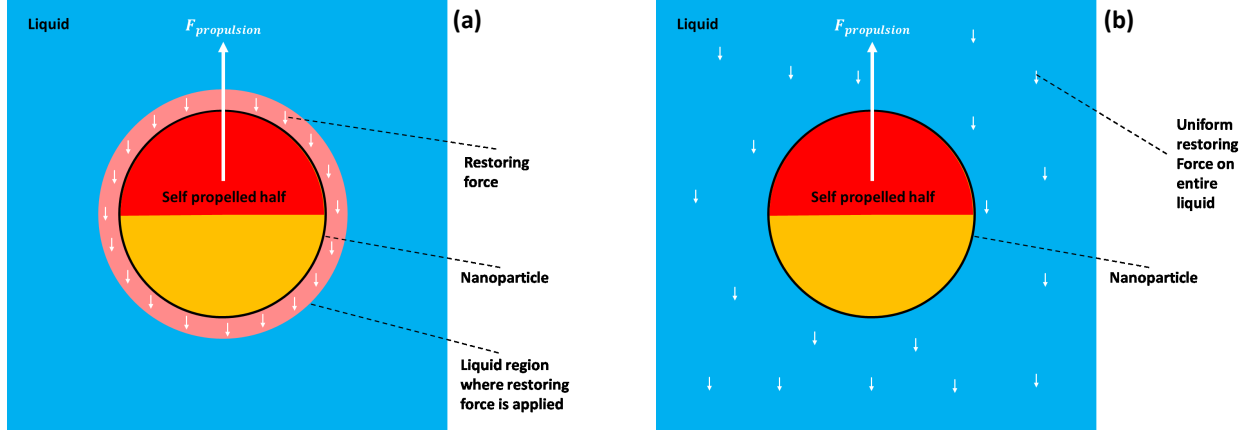 Liquid
F_propulsion
(a)
Self propelled half
Restoring
force
Nanoparticle
Liquid region
where restoring
force is applied
Liquid
F_propulsion
(b)
Self propelled half
Uniform
restoring
Force on
entire
liquid
Nanoparticle